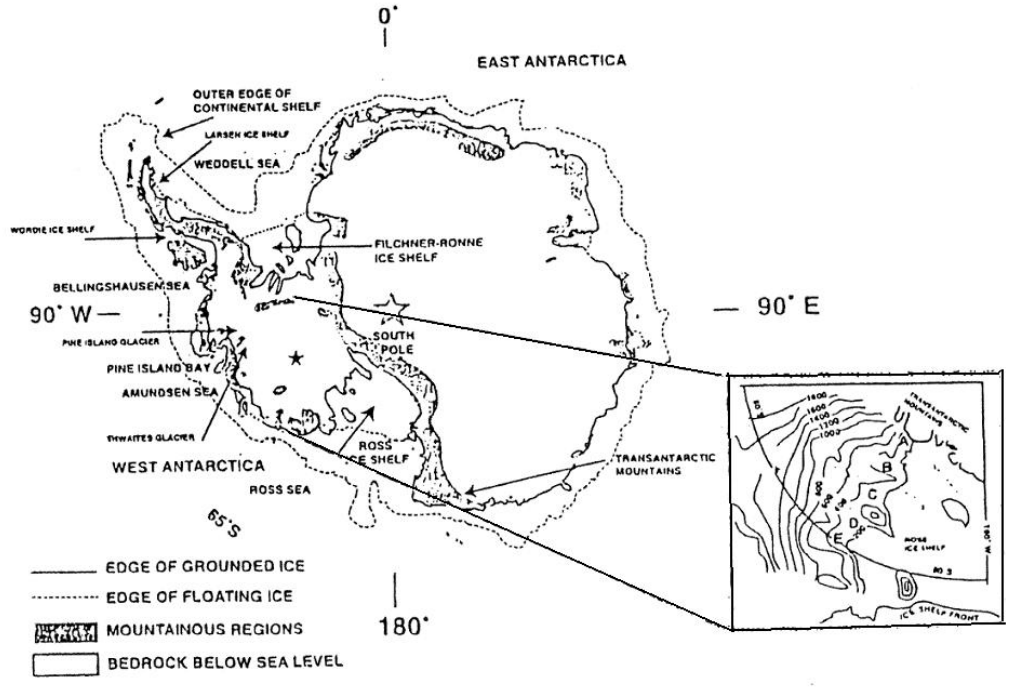 0°
EAST ANTARCTICA
OUTER EDGE OF
CONTINENTAL SHELF
LARSEN ICE SHELF
WEDDELL SEA
WORDIE ICE SHELF
FILCHNER-RONNE
ICE SHELF
BELLINGSHAUSEN SEA
90° W
90° E
SOUTH
POLE
PINE ISLAND GLACIER
PINE ISLAND BAY
AMUNDSEN SEA
THWAITES GLACIER
WEST ANTARCTICA
ROSS
ICE SHELF
ROSS SEA
TRANSANTARCTIC
MOUNTAINS
65°S
180°
EDGE OF GROUNDED ICE
EDGE OF FLOATING ICE
MOUNTAINOUS REGIONS
BEDROCK BELOW SEA LEVEL
TRANSANTARCTIC
MOUNTAINS
1600
1400
1200
1000
A
B
C
D
E
ICE SHELF
180° W
80 S
ICE SHELF FRONT